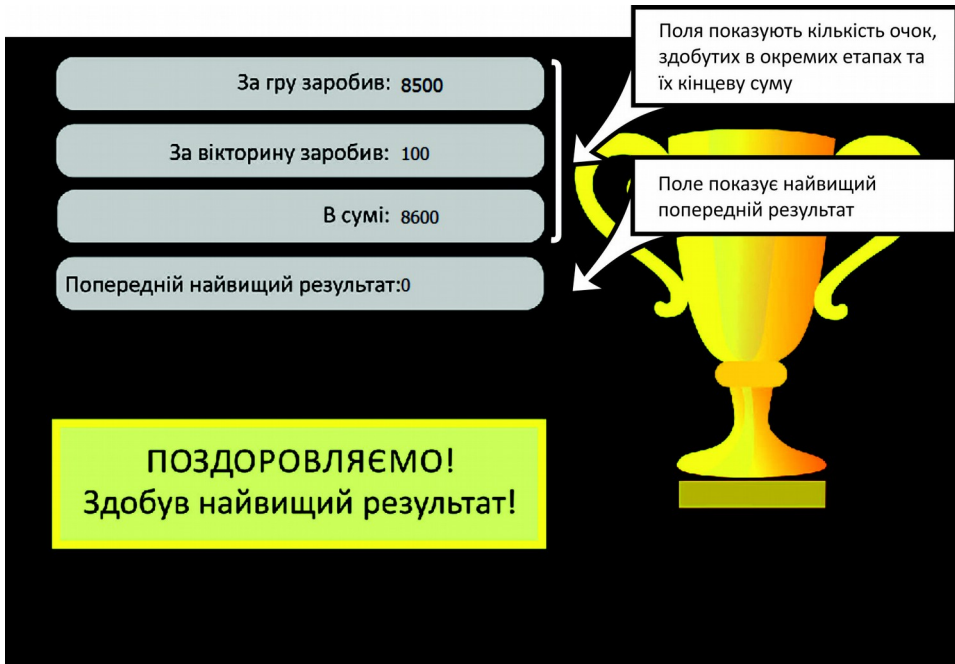 Поля показують кількість очок,
здобутих в окремих етапах та
їх кінцеву суму
За гру заробив: 8500
За вікторину заробив: 100
В сумі: 8600
Поле показує найвищий
попередній результат
Попередній найвищий результат:0
ПОЗДОРОВЛЯЄМО!
Здобув найвищий результат!